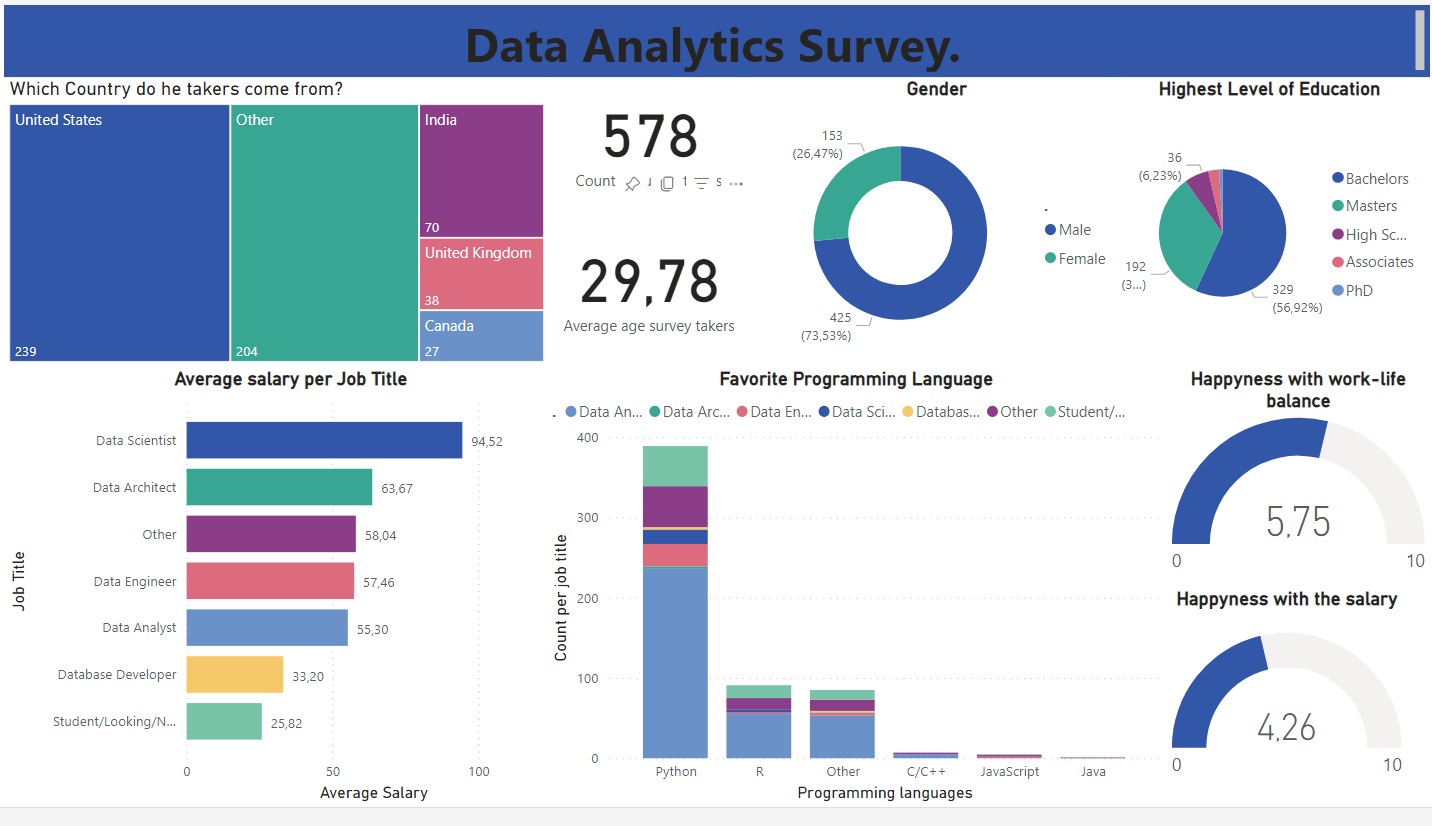 Data Analytics Survey.
Which Country do he takers come from?
United States
239
Other
204
India
70
United Kingdom
38
Canada
27
578
Count
29,78
Average age survey takers
Gender
153
(26,47%)
425
(73,53%)
Male
Female
Highest Level of Education
36
(6,23%)
192
(3...)
329
(56,92%)
Bachelors
Masters
High Sc...
Associates
PhD
Average salary per Job Title
Job Title
Data Scientist
94,52
Data Architect
63,67
Other
58,04
Data Engineer
57,46
Data Analyst
55,30
Database Developer
33,20
Student/Looking/N...
25,82
0
50
100
Average Salary
Favorite Programming Language
. Data An... Data Arc... Data En... Data Sci... Databas... Other Student/...
Count per job title
400
300
200
100
0
Python
R
Other
C/C++
JavaScript
Java
Programming languages
Happyness with work-life
balance
5,75
0
10
Happyness with the salary
4,26
0
10